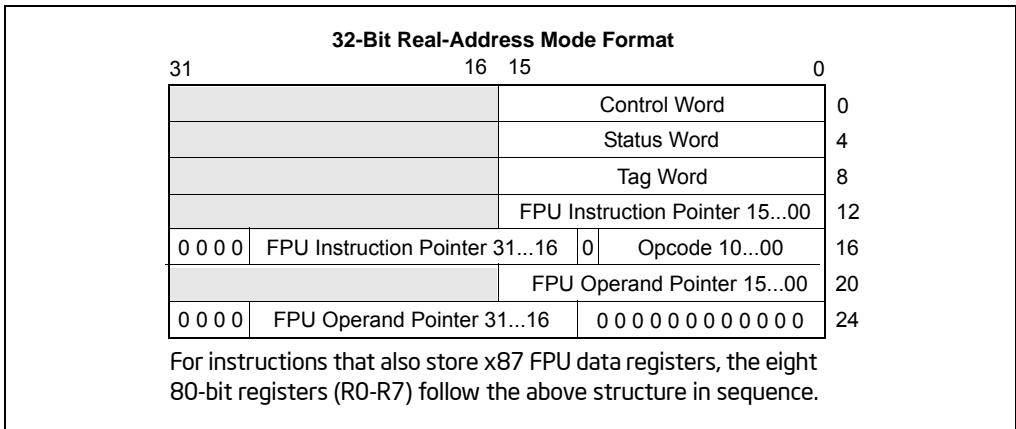 32-Bit Real-Address Mode Format
31 16 15 0
Control Word 0
Status Word 4
Tag Word 8
FPU Instruction Pointer 15...00 12
0 0 0 0 FPU Instruction Pointer 31...16 0 Opcode 10...00 16
FPU Operand Pointer 15...00 20
0 0 0 0 FPU Operand Pointer 31...16 0 0 0 0 0 0 0 0 0 0 0 0 24
For instructions that also store x87 FPU data registers, the eight
80-bit registers (R0-R7) follow the above structure in sequence.